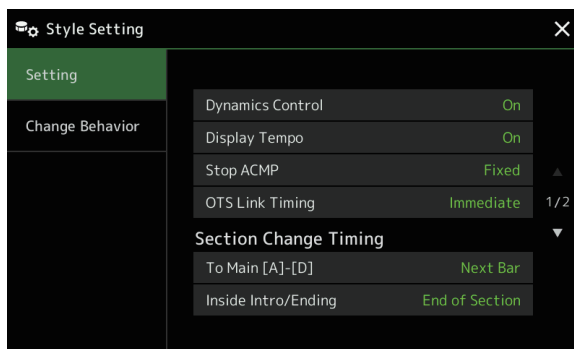 Style Setting
Setting
Change Behavior
Dynamics Control On
Display Tempo On
Stop ACMP Fixed
OTS Link Timing Immediate
1/2
Section Change Timing
To Main [A]-[D] Next Bar
Inside Intro/Ending End of Section